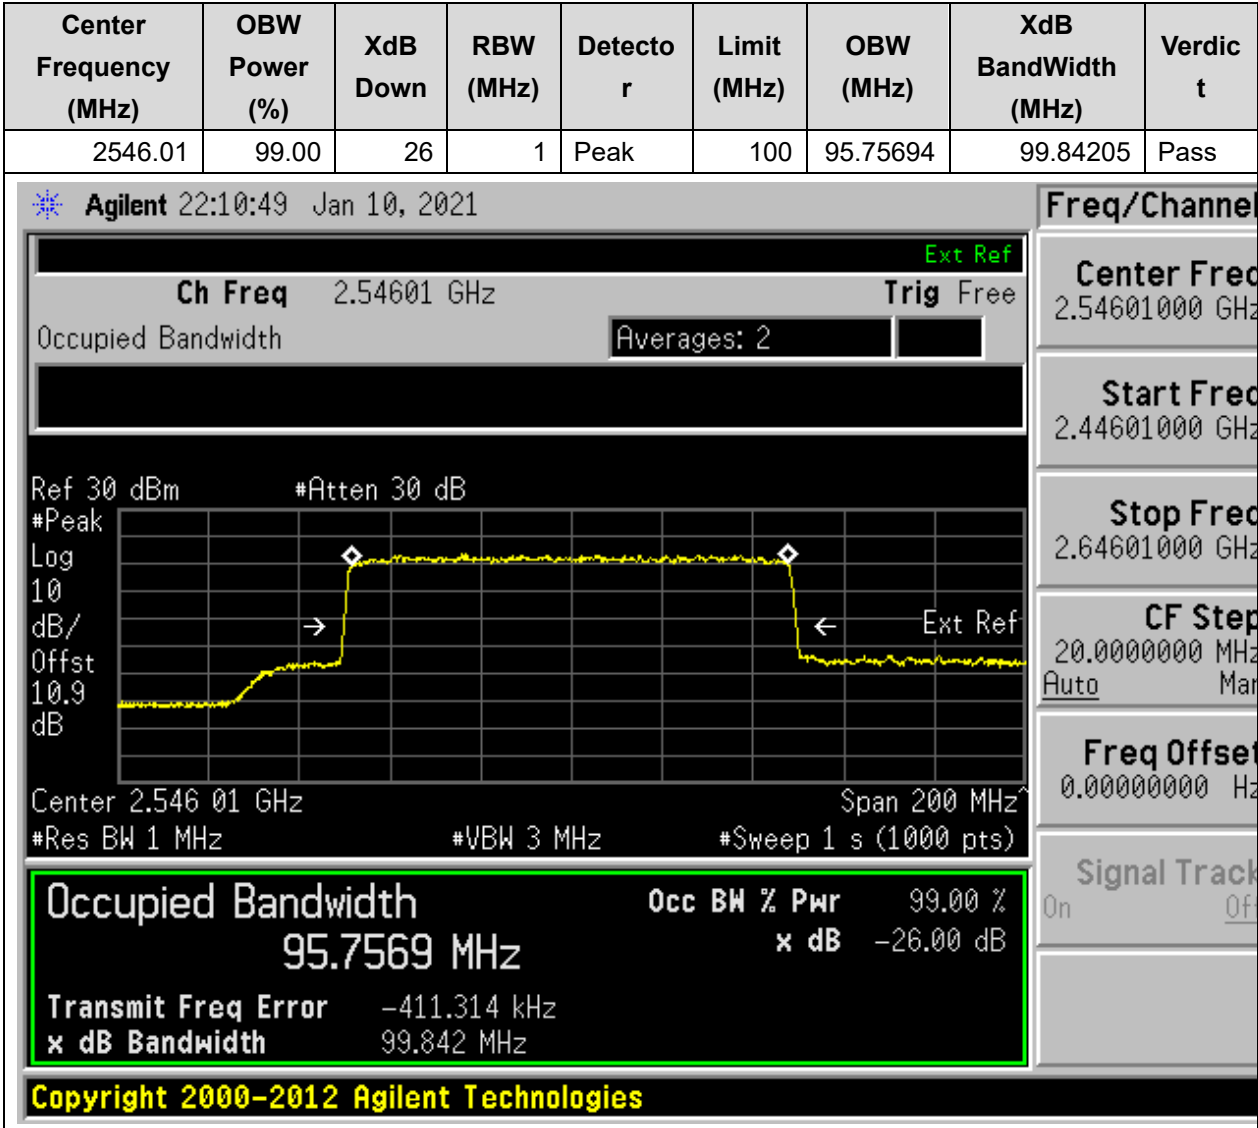 Center Frequency (MHz) OBW Power (%) XdB Down RBW (MHz) Detecto r Limit (MHz) OBW (MHz) XdB BandWidth (MHz) Verdic t
2546.01 99.00 26 1 Peak 100 95.75694 99.84205 Pass
Agilent 22:10:49 Jan 10, 2021
Freq/Channel
Ext Ref
Ch Freq 2.54601 GHz Trig Free
Occupied Bandwidth Averages: 2
Center Freq
2.54601000 GHz
Start Freq
2.44601000 GHz
Stop Freq
2.64601000 GHz
CF Step
20.0000000 MHz
Auto Man
Freq Offset
0.00000000 Hz
Signal Track
On Off
Ref 30 dBm #Atten 30 dB
#Peak
Log
10
dB/
Offst
10.9
dB
Ext Ref
Center 2.546 01 GHz Span 200 MHz^
#Res BW 1 MHz #VBW 3 MHz #Sweep 1 s (1000 pts)
Occupied Bandwidth Occ BW % Pwr 99.00 %
95.7569 MHz x dB -26.00 dB
Transmit Freq Error -411.314 kHz
x dB Bandwidth 99.842 MHz
Copyright 2000-2012 Agilent Technologies